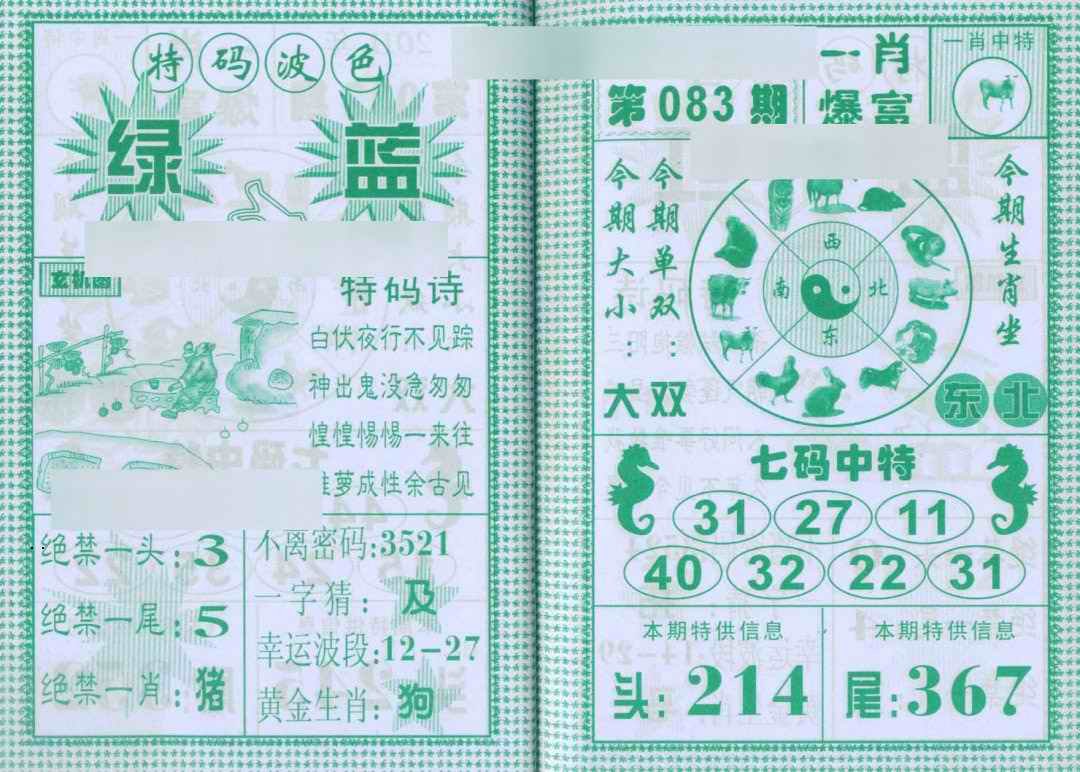 特码波色
绿 蓝
特码诗
白伏夜行不见踪
神出鬼没急匆匆
惶惶惕惕一来往
萝成性余古见
绝禁一头:3
绝禁一尾:5
绝禁一肖:猪
不离密码:3521
一字猜:及
幸运波段:12-27
黄金生肖:狗
第083期
一肖
爆富
一肖中特
今期大小:大
今期单双:双
西
南 北
东
今期生肖坐
东北
七码中特
31 27 11
40 32 22 31
本期特供信息
头:214
本期特供信息
尾:367